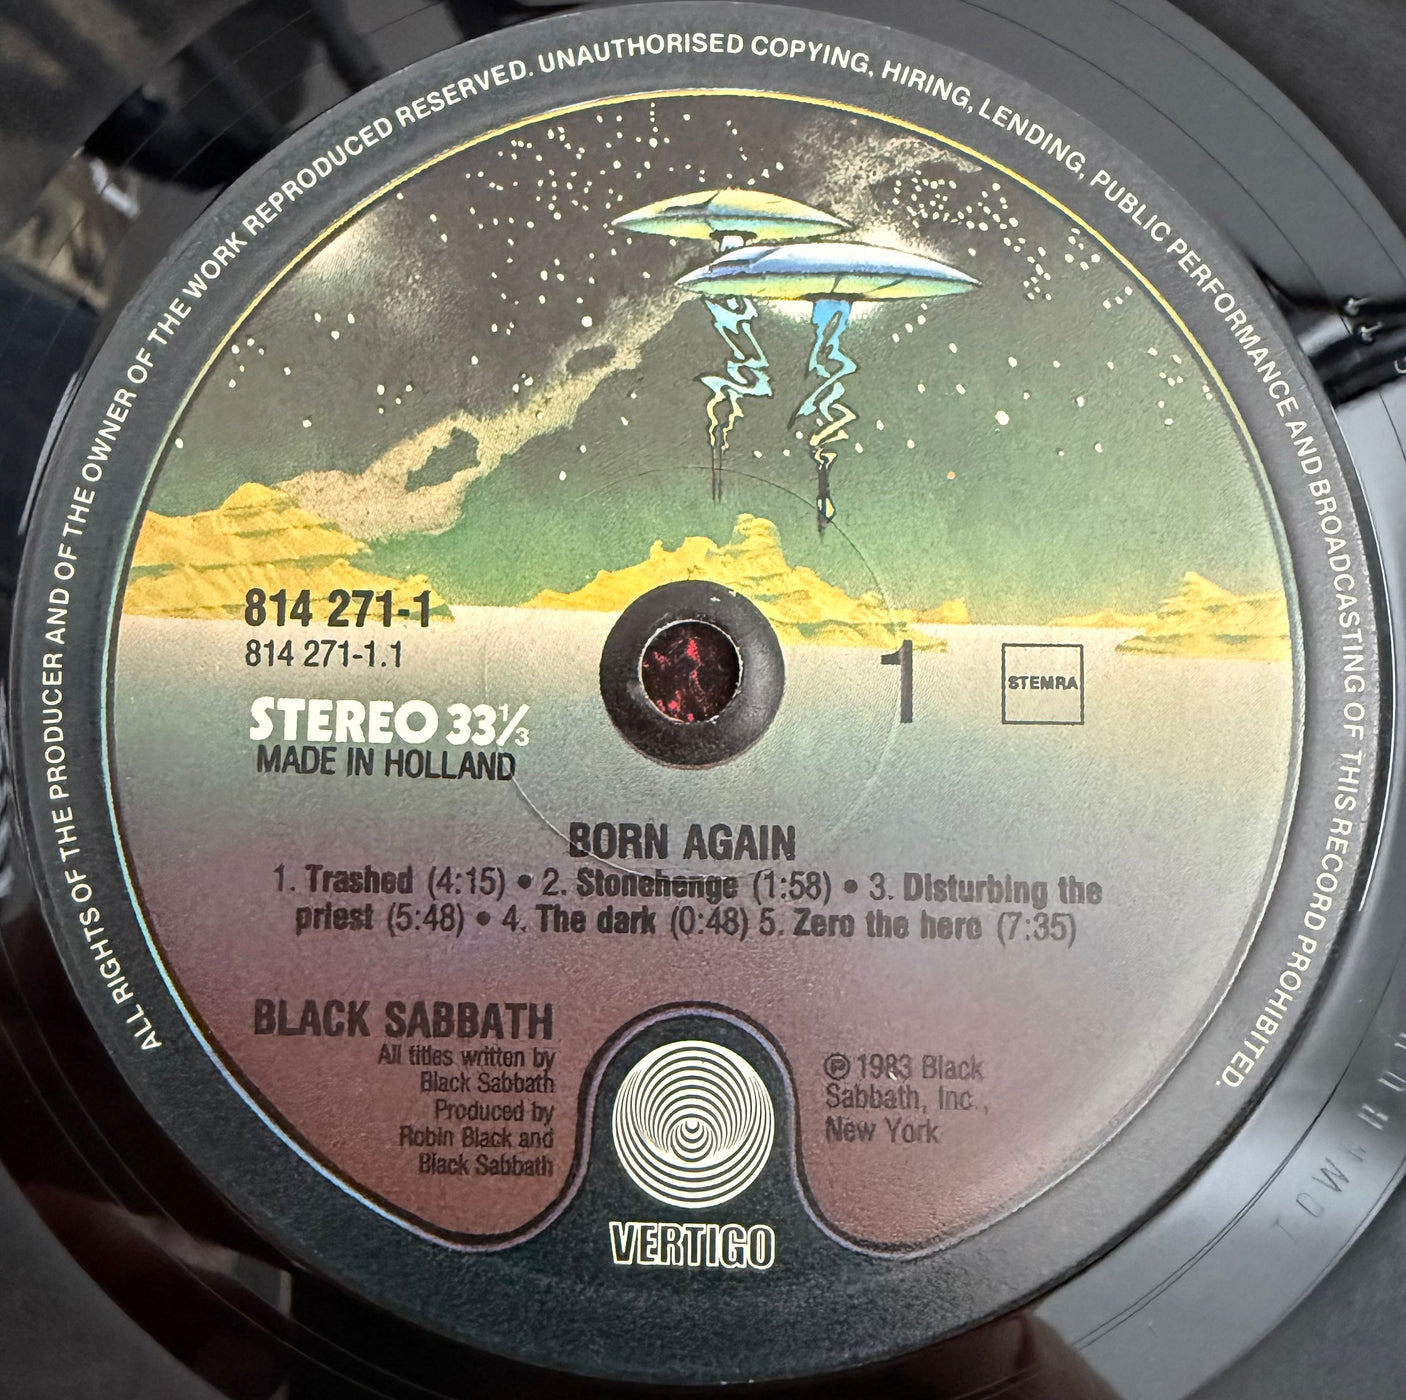 ALL RIGHTS OF THE PRODUCER AND OF THE OWNER OF THE WORK REPRODUCED RESERVED. UNAUTHORISED COPYING, HIRING, LENDING, PUBLIC PERFORMANCE AND BROADCASTING OF THIS RECORD PROHIBITED.
814 271-1
814 271-1.1
1
STEMRA
STEREO 33⅓
MADE IN HOLLAND
BORN AGAIN
1. Trashed (4:15) • 2. Stonehenge (1:58) • 3. Disturbing the
priest (5:48) • 4. The dark (0:48) 5. Zero the hero (7:35)
BLACK SABBATH
All titles written by
Black Sabbath
Produced by
Robin Black and
Black Sabbath
℗ 1983 Black
Sabbath, Inc.,
New York
VERTIGO